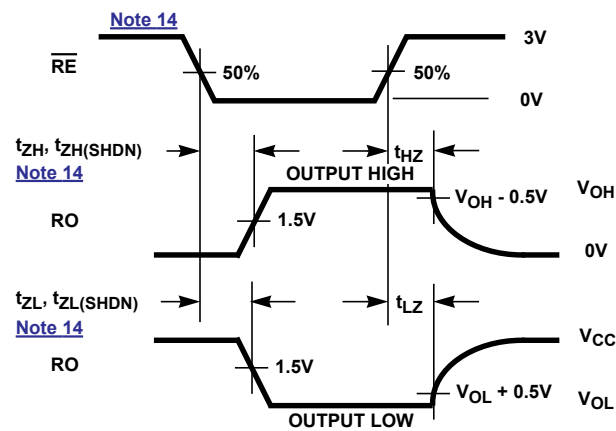 Note 14
3V
RE
50%
50%
0V
tZH, tZH(SHDN)
tHZ
Note 14
OUTPUT HIGH
VOH - 0.5V
VOH
RO
1.5V
0V
tZL, tZL(SHDN)
tLZ
Note 14
VCC
RO
1.5V
VOL + 0.5V
VOL
OUTPUT LOW